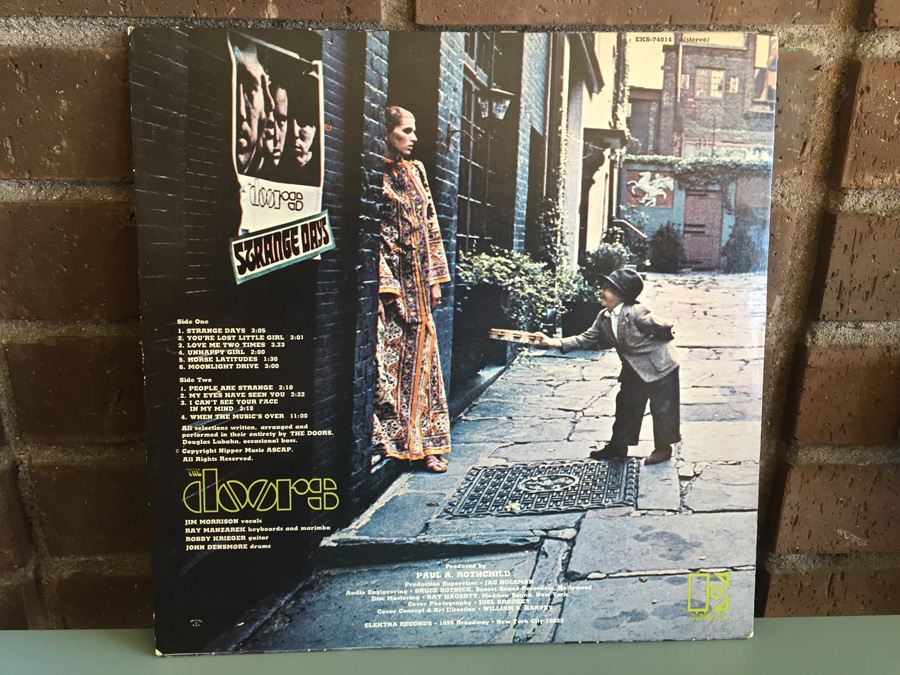 EKS-74014 (stereo)
doors
STRANGE DAYS
Side One
1. STRANGE DAYS 3:05
2. YOU'RE LOST LITTLE GIRL 3:01
3. LOVE ME TWO TIMES 3.23
4. UNHAPPY GIRL 2:00
5. HORSE LATITUDES 1:30
6. MOONLIGHT DRIVE 3:00
Side Two
1. PEOPLE ARE STRANGE 2:10
2. MY EYES HAVE SEEN YOU 2:22
3. I CAN'T SEE YOUR FACE
IN MY MIND 3:18
4. WHEN THE MUSIC'S OVER 11:00
All selections written, arranged and
performed in their entirety by THE DOORS.
Douglas Lubahn, occasional bass.
© Copyright Nipper Music ASCAP.
All Rights Reserved.
THE
doors
JIM MORRISON vocals
RAY MANZAREK keyboards and marimba
ROBBY KRIEGER guitar
JOHN DENSMORE drums
Produced by
PAUL A. ROTHCHILD
Production Supervisor • JAC HOLZMAN
Audio Engineering • BRUCE BOTNICK, Sunset Sound Recorders, Hollywood
Disc Mastering • RAY HAGERTY, Madison Sound, New York
Cover Photography • JOEL BRODSKY
Cover Concept & Art Direction • WILLIAM S. HARVEY
ELEKTRA RECORDS • 1855 Broadway • New York City 10023